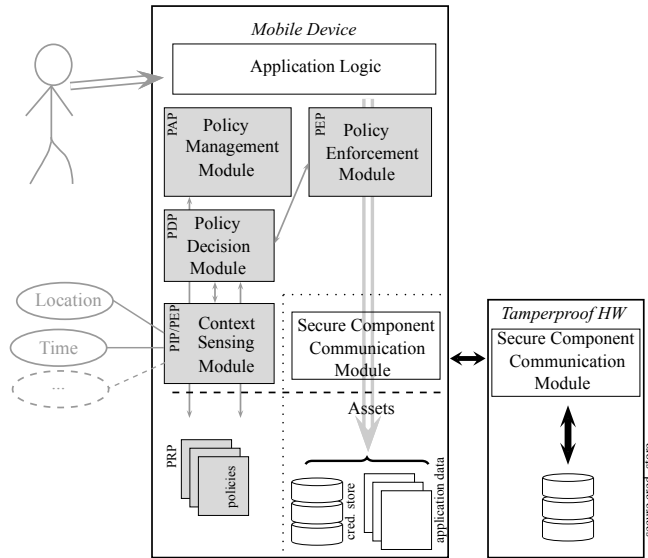 Mobile Device
Application Logic
PAP
Policy
Management
Module
PEP
Policy
Enforcement
Module
PDP
Policy
Decision
Module
Location
Time
...
PIP/PEP
Context
Sensing
Module
Secure Component
Communication
Module
Tamperproof HW
Secure Component
Communication
Module
Assets
PRP
policies
cred. store
application data